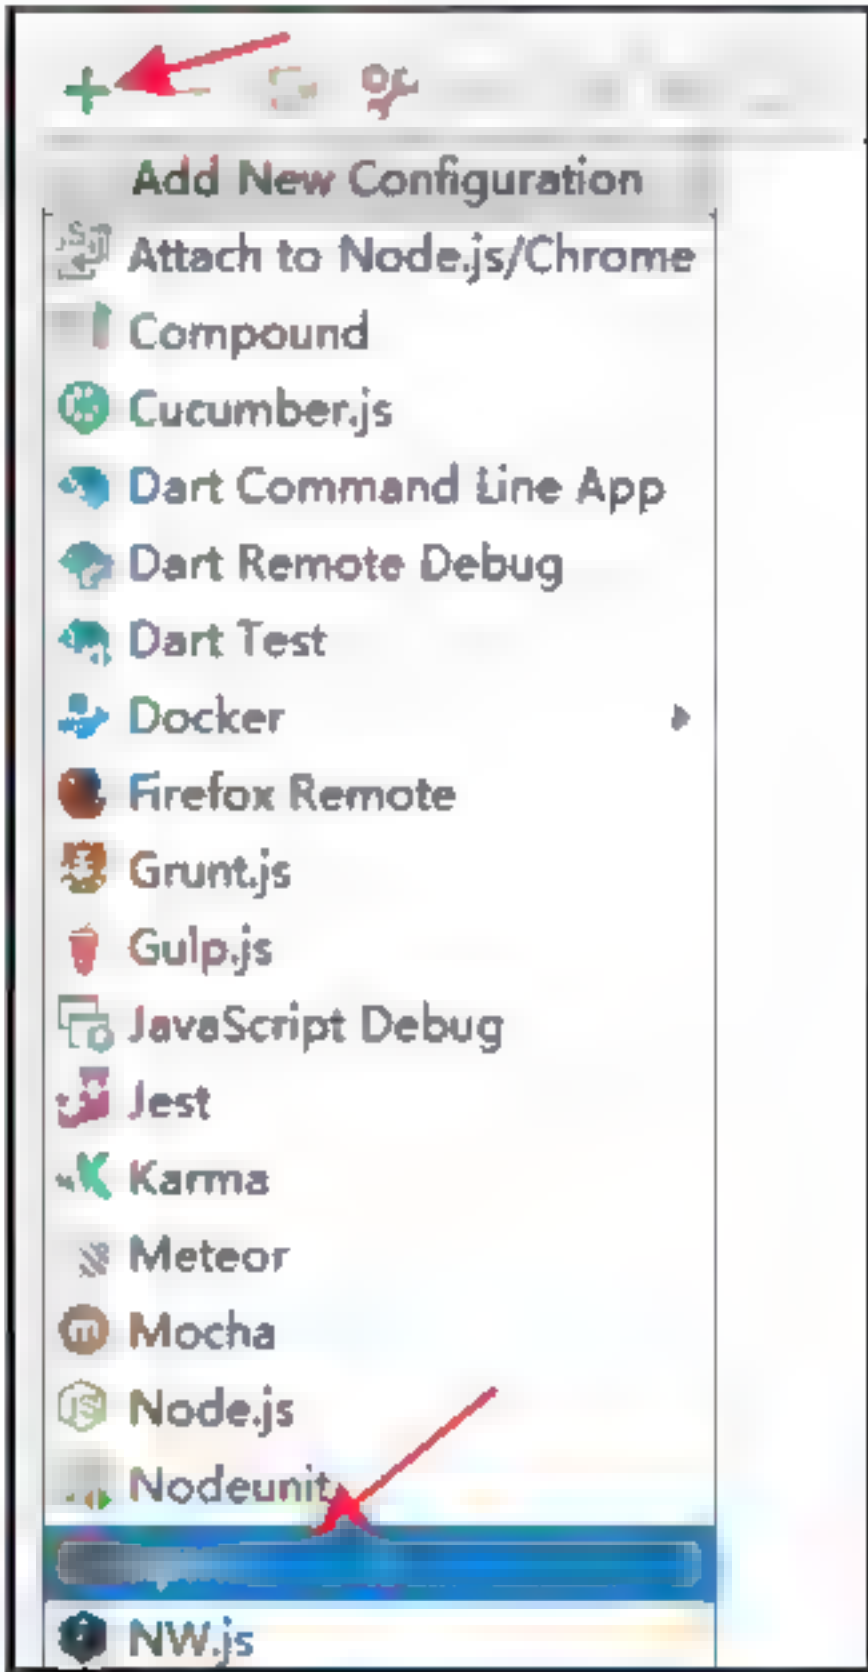 Add New Configuration
Attach to Node.js/Chrome
Compound
Cucumber.js
Dart Command Line App
Dart Remote Debug
Dart Test
Docker
Firefox Remote
Grunt.js
Gulp.js
JavaScript Debug
Jest
Karma
Meteor
Mocha
Node.js
Nodeunit
NW.js